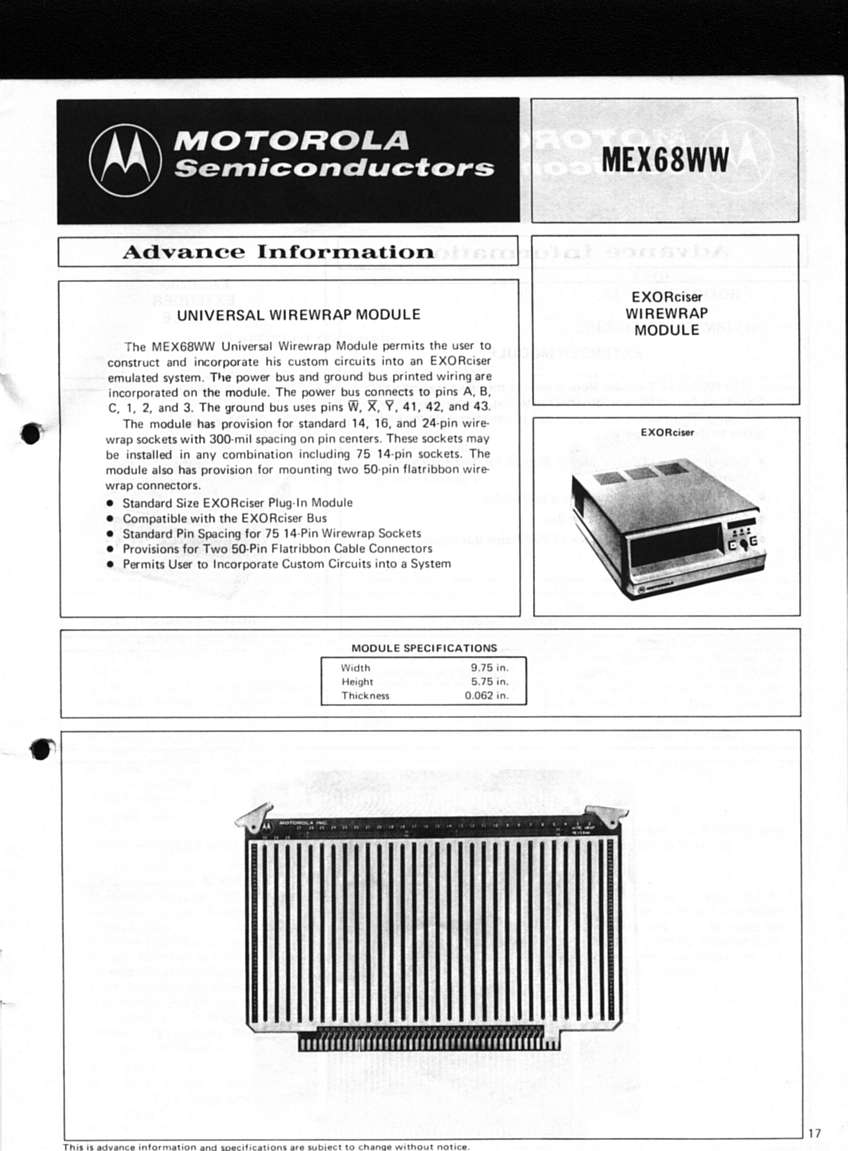 MOTOROLA
Semiconductors
MEX68WW
Advance Information
EXORciser
WIREWRAP
MODULE
UNIVERSAL WIREWRAP MODULE
The MEX68WW Universal Wirewrap Module permits the user to
construct and incorporate his custom circuits into an EXORciser
emulated system. The power bus and ground bus printed wiring are
incorporated on the module. The power bus connects to pins A, B,
C, 1, 2, and 3. The ground bus uses pins W̅, X̅, Y̅, 41, 42, and 43.
The module has provision for standard 14, 16, and 24-pin wire-
wrap sockets with 300-mil spacing on pin centers. These sockets may
be installed in any combination including 75 14-pin sockets. The
module also has provision for mounting two 50-pin flatribbon wire-
wrap connectors.
● Standard Size EXORciser Plug-In Module
● Compatible with the EXORciser Bus
● Standard Pin Spacing for 75 14-Pin Wirewrap Sockets
● Provisions for Two 50-Pin Flatribbon Cable Connectors
● Permits User to Incorporate Custom Circuits into a System
EXORciser
MOTOROLA
MODULE SPECIFICATIONS
Width 9.75 in.
Height 5.75 in.
Thickness 0.062 in.
MOTOROLA INC.
17
This is advance information and specifications are subject to change without notice.